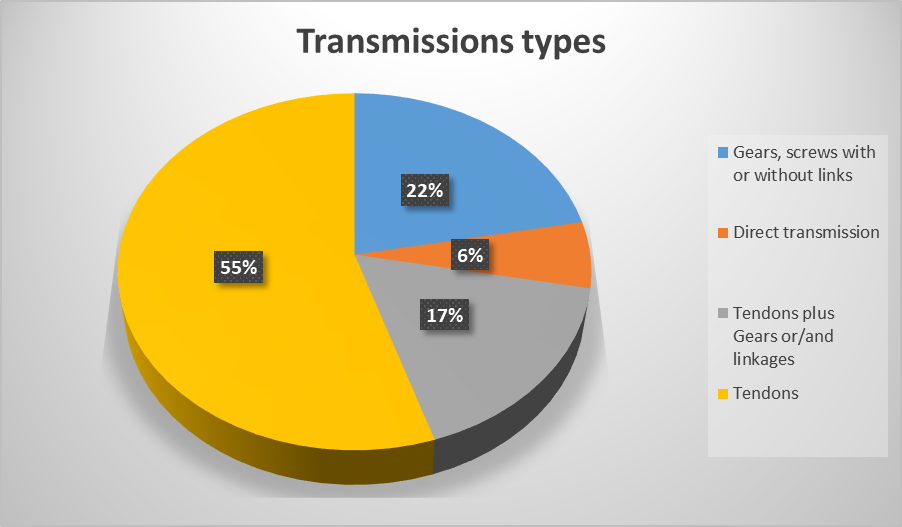 Transmissions types
22%
6%
17%
55%
Gears, screws with
or without links
Direct transmission
Tendons plus
Gears or/and
linkages
Tendons